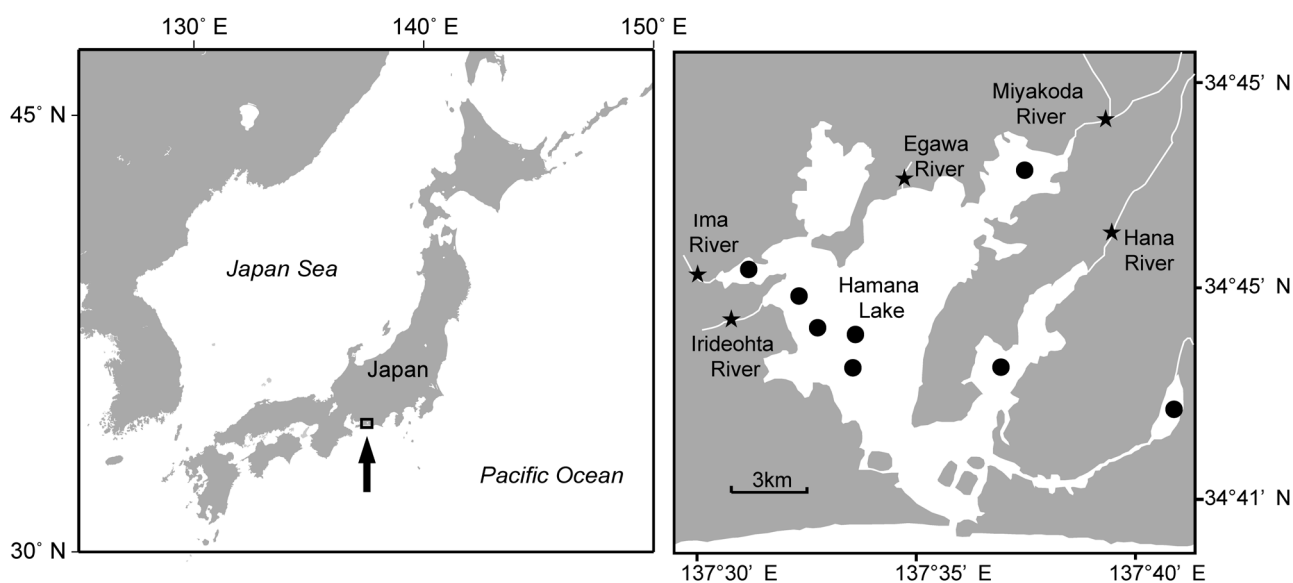 130° E
140° E
150° E
45° N
30° N
Japan Sea
Japan
Pacific Ocean
Miyakoda
River
Egawa
River
Ima
River
Hana
River
Hamana
Lake
Irideohta
River
3km
34°45' N
34°45' N
34°41' N
137°30' E
137°35' E
137°40' E